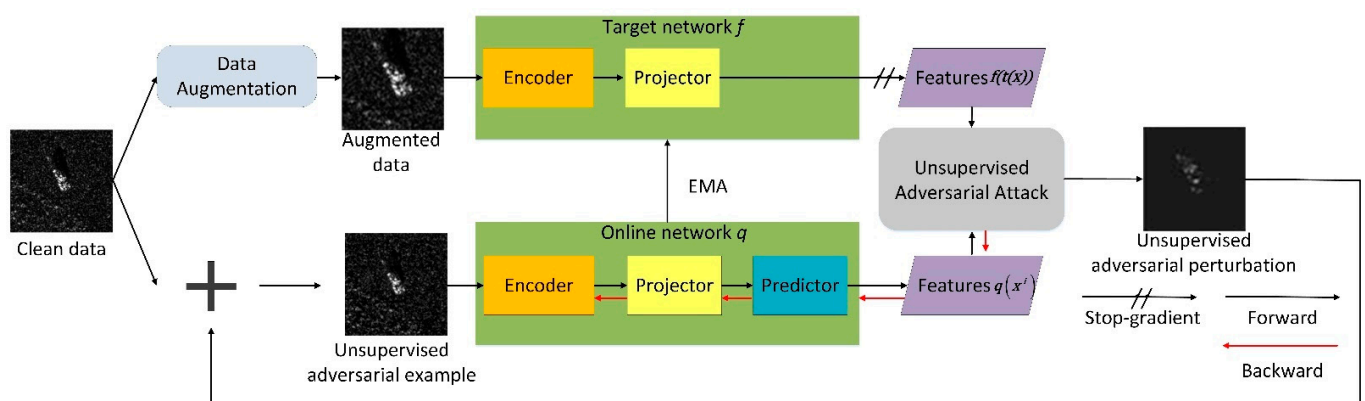 Target network f
Data
Augmentation
Encoder
Projector
Features f(t(x))
Augmented
data
Unsupervised
Adversarial Attack
EMA
Clean data
Online network q
Unsupervised
adversarial perturbation
Encoder
Projector
Predictor
Features q(x^i)
Stop-gradient
Forward
Unsupervised
adversarial example
Backward